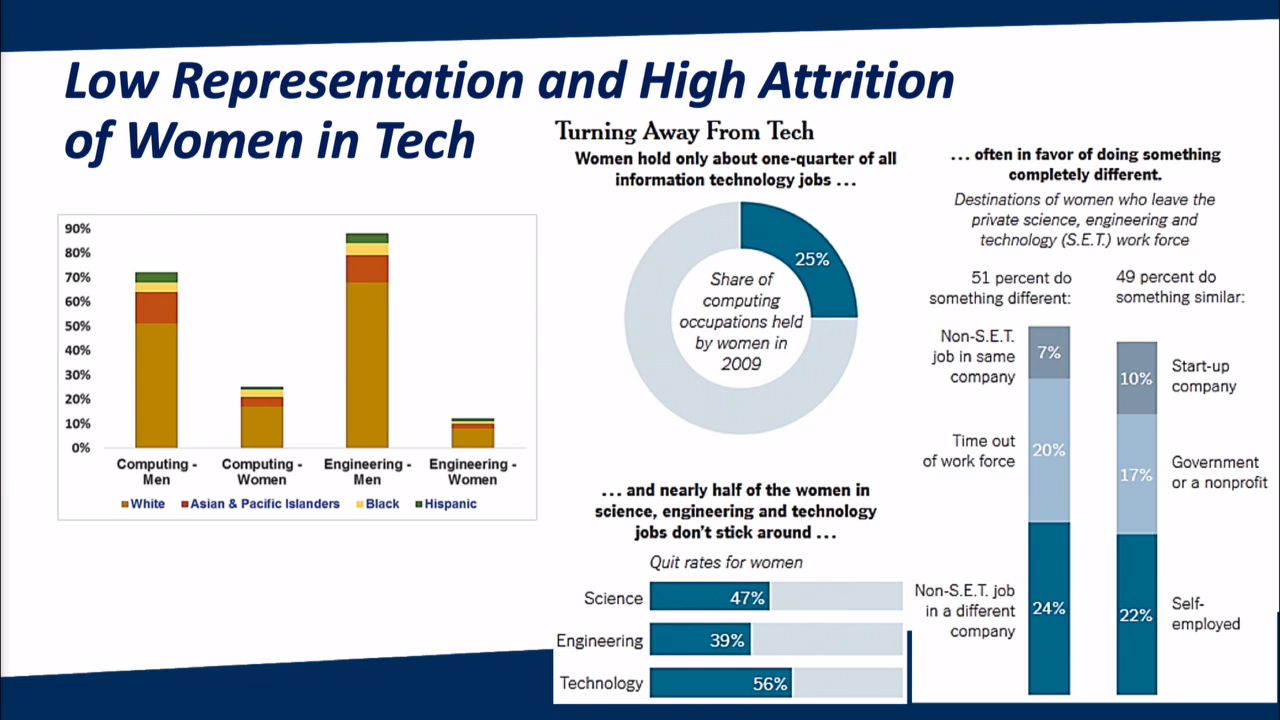 Low Representation and High Attrition
of Women in Tech
90%
80%
70%
60%
50%
40%
30%
20%
10%
0%
Computing -
Men
Computing -
Women
Engineering -
Men
Engineering -
Women
White
Asian & Pacific Islanders
Black
Hispanic
Turning Away From Tech
Women hold only about one-quarter of all
information technology jobs ...
25%
Share of
computing
occupations held
by women in
2009
... and nearly half of the women in
science, engineering and technology
jobs don't stick around ...
Quit rates for women
Science
47%
Engineering
39%
Technology
56%
... often in favor of doing something
completely different.
Destinations of women who leave the
private science, engineering and
technology (S.E.T.) work force
51 percent do
something different:
Non-S.E.T.
job in same
company
7%
Time out
of work force
20%
Non-S.E.T. job
in a different
company
24%
49 percent do
something similar:
10%
Start-up
company
17%
Government
or a nonprofit
22%
Self-
employed